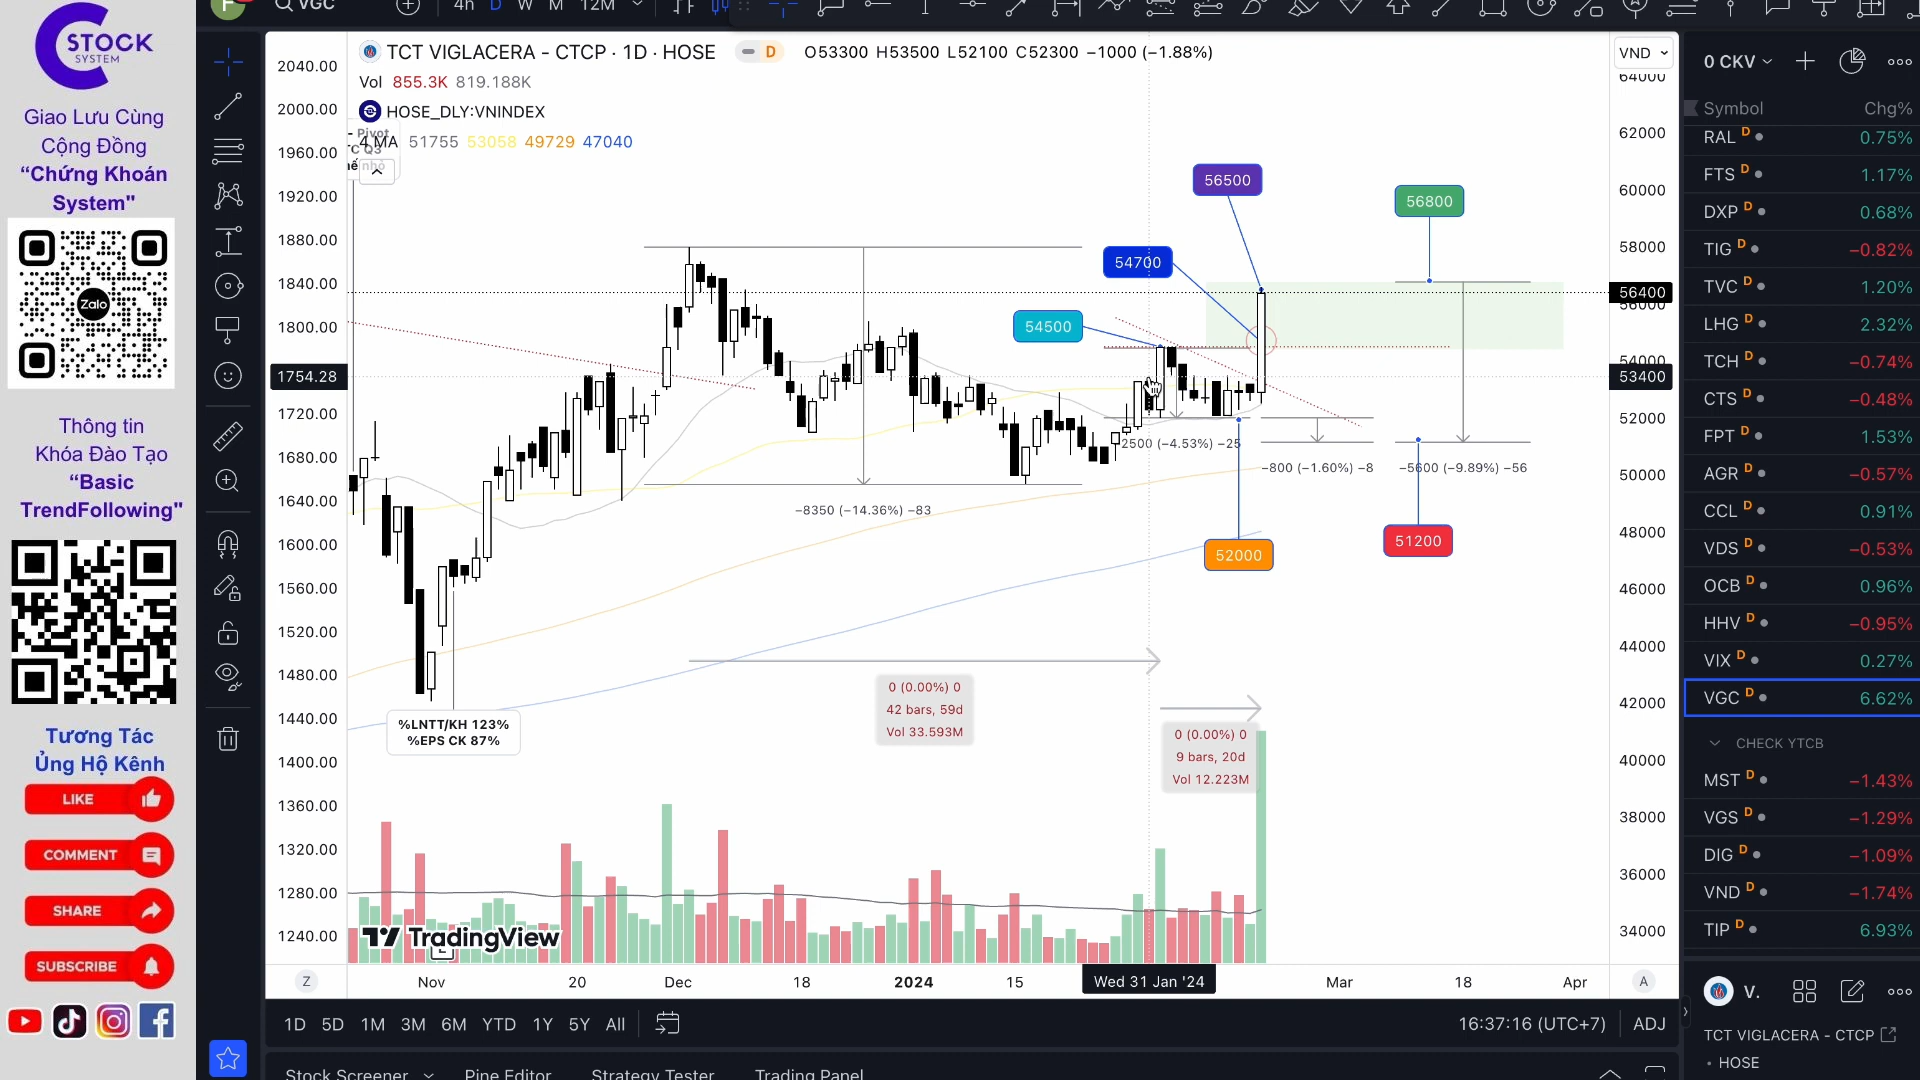 STOCK
SYSTEM
Giao Lưu Cùng
Cộng Đồng
“Chứng Khoán
System"
Zalo
Thông tin
Khóa Đào Tạo
“Basic
TrendFollowing"
Tương Tác
Ủng Hộ Kênh
LIKE
COMMENT
SHARE
SUBSCRIBE
VGC
4h D W M 12M
TCT VIGLACERA - CTCP · 1D · HOSE
D
O53300 H53500 L52100 C52300 −1000 (−1.88%)
Vol 855.3K 819.188K
HOSE_DLY:VNINDEX
4 MA 51755 53058 49729 47040
Pivot
2040.00
2000.00
1960.00
1920.00
1880.00
1840.00
1800.00
1754.28
1720.00
1680.00
1640.00
1600.00
1560.00
1520.00
1480.00
1440.00
1400.00
1360.00
1320.00
1280.00
1240.00
56500
56800
54700
54500
52000
51200
−8350 (−14.36%) −83
2500 (−4.53%) −25
−800 (−1.60%) −8
−5600 (−9.89%) −56
%LNTT/KH 123%
%EPS CK 87%
0 (0.00%) 0
42 bars, 59d
Vol 33.593M
0 (0.00%) 0
9 bars, 20d
Vol 12.223M
TradingView
VND
64000
62000
60000
58000
56400
56000
54000
53400
52000
50000
48000
46000
44000
42000
40000
38000
36000
34000
Z
Nov
20
Dec
18
2024
15
Wed 31 Jan '24
Mar
18
Apr
A
1D 5D 1M 3M 6M YTD 1Y 5Y All
16:37:16 (UTC+7) ADJ
Stock Screener Pine Editor Strategy Tester Trading Panel
0 CKV
Symbol Chg%
RAL D 0.75%
FTS D 1.17%
DXP D 0.68%
TIG D −0.82%
TVC D 1.20%
LHG D 2.32%
TCH D −0.74%
CTS D −0.48%
FPT D 1.53%
AGR D −0.57%
CCL D 0.91%
VDS D −0.53%
OCB D 0.96%
HHV D −0.95%
VIX D 0.27%
VGC D 6.62%
CHECK YTCB
MST D −1.43%
VGS D −1.29%
DIG D −1.09%
VND D −1.74%
TIP D 6.93%
V.
TCT VIGLACERA - CTCP
HOSE